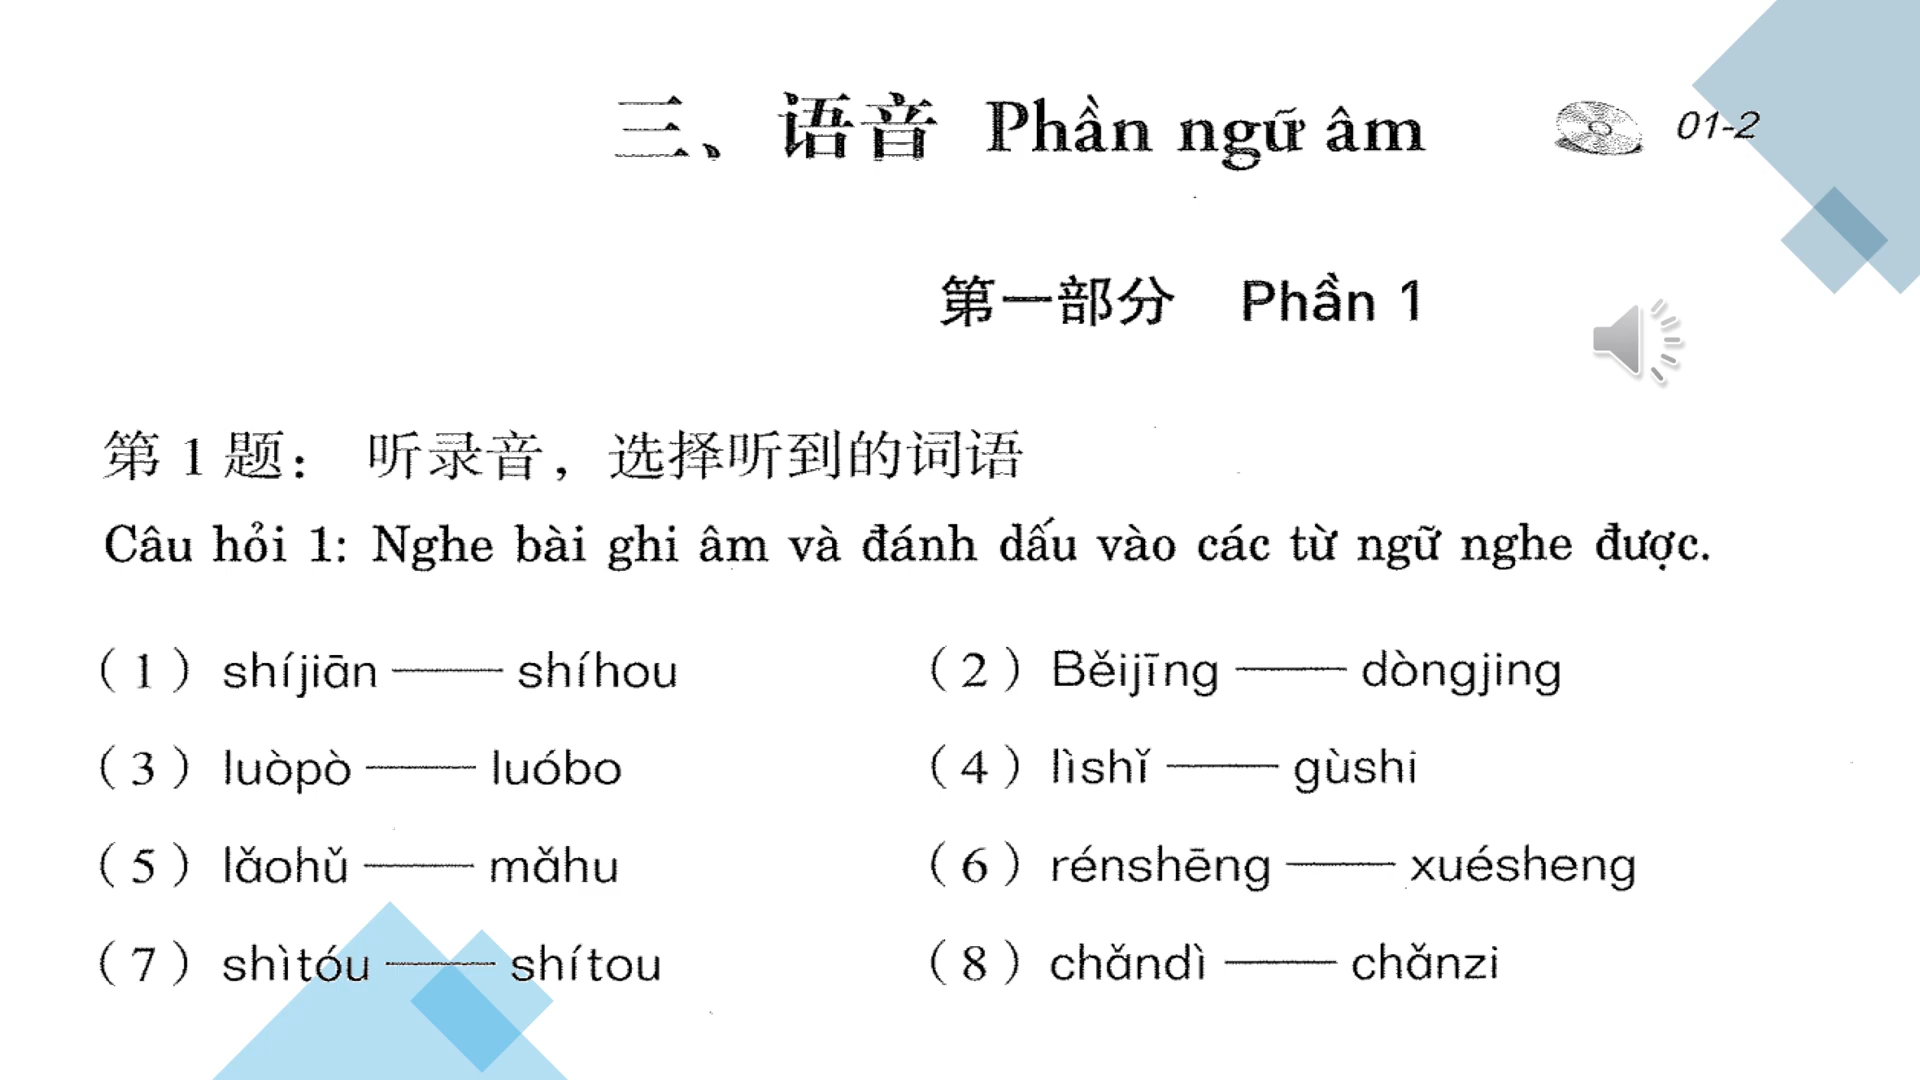 三、语音 Phần ngữ âm 01-2
第一部分 Phần 1
第 1 题： 听录音，选择听到的词语
Câu hỏi 1: Nghe bài ghi âm và đánh dấu vào các từ ngữ nghe được.
（1）shíjiān —— shíhou （2）Běijīng —— dòngjing
（3）luòpò —— luóbo （4）lìshǐ —— gùshi
（5）lǎohǔ —— mǎhu （6）rénshēng —— xuésheng
（7）shìtóu —— shítou （8）chǎndì —— chǎnzi